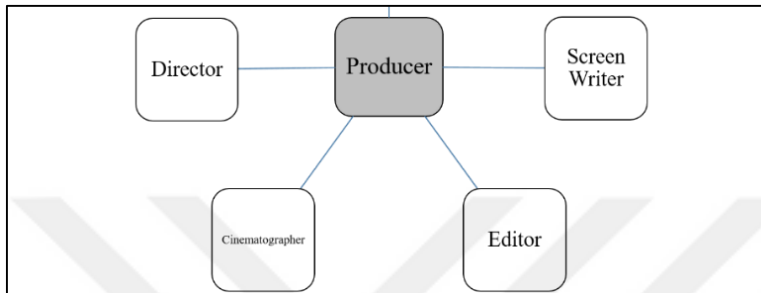 Director
Producer
Screen
Writer
Cinematographer
Editor